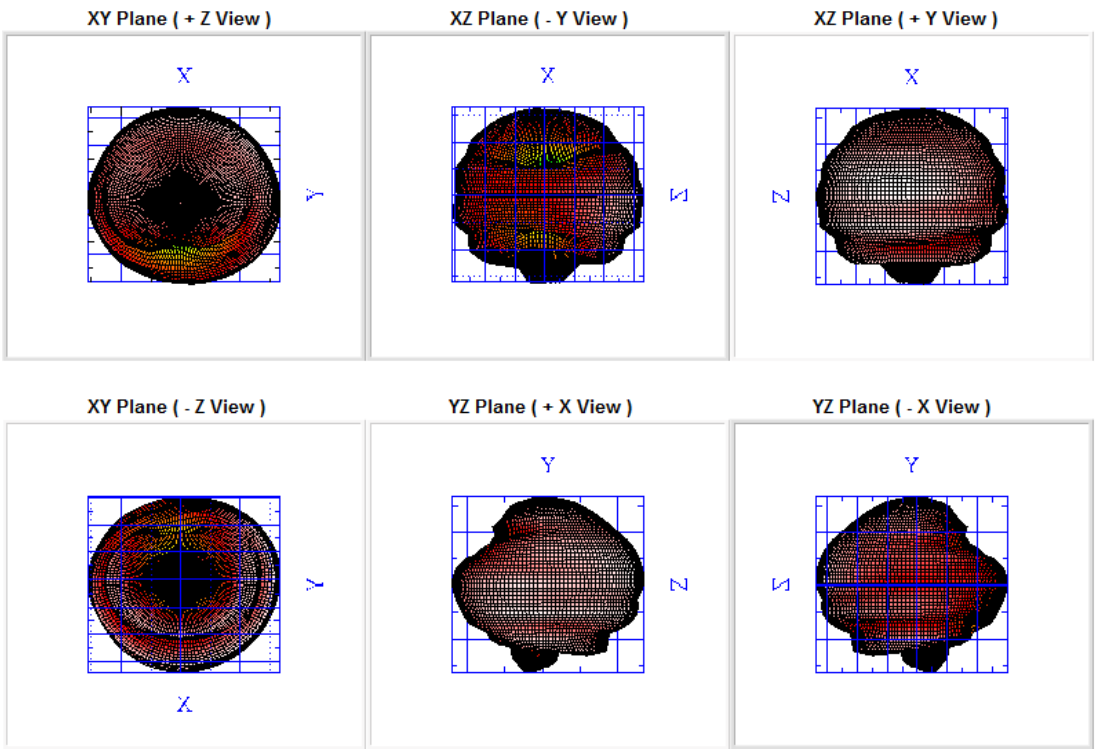 XY Plane ( + Z View )
XZ Plane ( - Y View )
XZ Plane ( + Y View )
X
Y
X
Z
X
Z
XY Plane ( - Z View )
YZ Plane ( + X View )
YZ Plane ( - X View )
Y
X
Y
Z
Y
Z